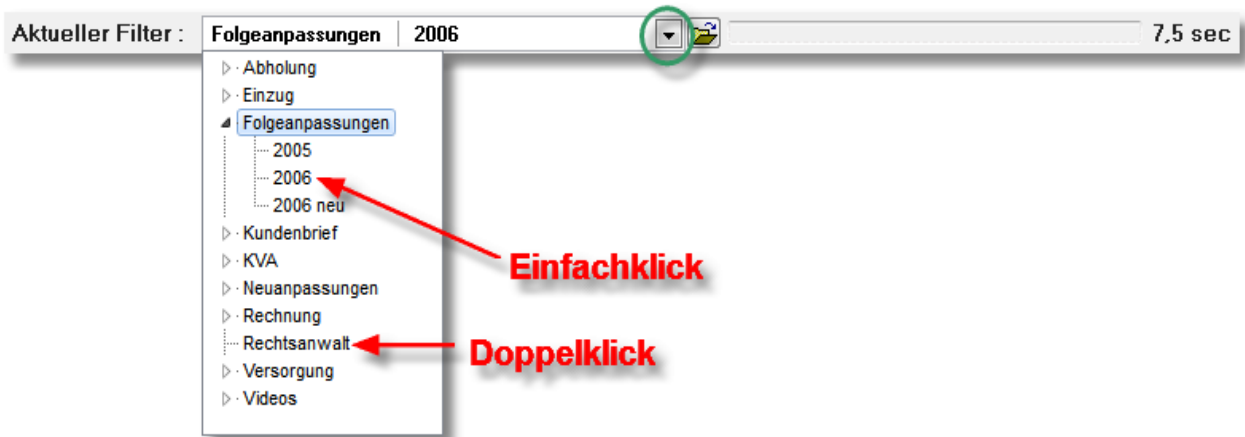 Aktueller Filter : Folgeanpassungen 2006 7,5 sec
Abholung
Einzug
Folgeanpassungen
2005
2006
2006 neu
Kundenbrief
Einfachklick
KVA
Neuanpassungen
Rechnung
Rechtsanwalt
Doppelklick
Versorgung
Videos